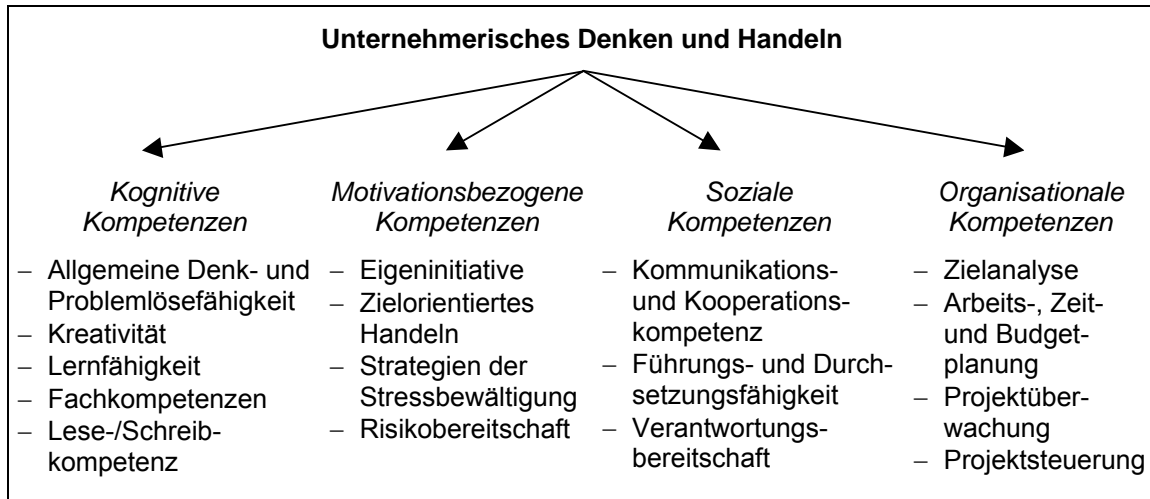 Unternehmerisches Denken und Handeln
Kognitive
Kompetenzen
– Allgemeine Denk- und
Problemlösefähigkeit
– Kreativität
– Lernfähigkeit
– Fachkompetenzen
– Lese-/Schreib-
kompetenz
Motivationsbezogene
Kompetenzen
– Eigeninitiative
– Zielorientiertes
Handeln
– Strategien der
Stressbewältigung
– Risikobereitschaft
Soziale
Kompetenzen
– Kommunikations-
und Kooperations-
kompetenz
– Führungs- und Durch-
setzungsfähigkeit
– Verantwortungs-
bereitschaft
Organisationale
Kompetenzen
– Zielanalyse
– Arbeits-, Zeit-
und Budget-
planung
– Projektüber-
wachung
– Projektsteuerung